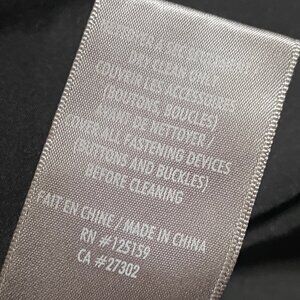 DRY CLEAN ONLY
COUVRIR LES ACCESSOIRES
(BOUTONS, BOUCLES)
AVANT DE NETTOYER /
COVER ALL FASTENING DEVICES
(BUTTONS AND BUCKLES)
BEFORE CLEANING
FAIT EN CHINE / MADE IN CHINA
RN #125159
CA #27302